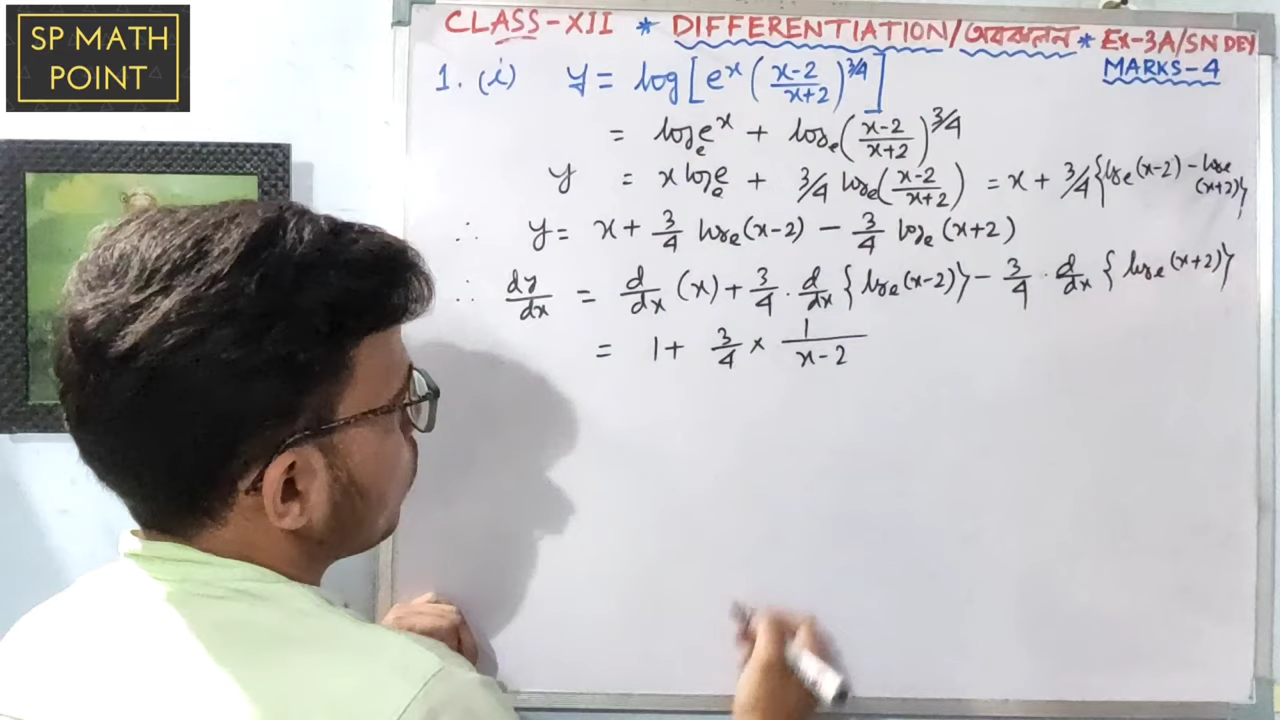 SP MATH
POINT
CLASS-XII * DIFFERENTIATION/অবকলন * Ex-3A/SN DEY
MARKS-4
1. (i) y = log[e^x((x-2)/(x+2))^(3/4)]
= log_e e^x + log_e((x-2)/(x+2))^(3/4)
y = x log_e e + 3/4 log_e((x-2)/(x+2)) = x + 3/4{log_e(x-2) - log_e(x+2)}
∴ y = x + 3/4 log_e(x-2) - 3/4 log_e(x+2)
∴ dy/dx = d/dx (x) + 3/4 . d/dx {log_e(x-2)} - 3/4 . d/dx {log_e(x+2)}
= 1 + 3/4 × 1/(x-2)